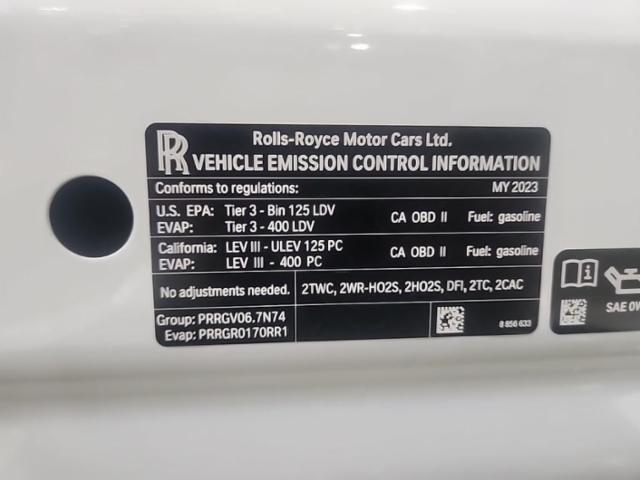 RR
Rolls-Royce Motor Cars Ltd.
VEHICLE EMISSION CONTROL INFORMATION
Conforms to regulations: MY 2023
U.S. EPA: Tier 3 - Bin 125 LDV CA OBD II Fuel: gasoline
EVAP: Tier 3 - 400 LDV
California: LEV III - ULEV 125 PC CA OBD II Fuel: gasoline
EVAP: LEV III - 400 PC
No adjustments needed. 2TWC, 2WR-HO2S, 2HO2S, DFI, 2TC, 2CAC
Group: PRRGV06.7N74
Evap: PRRGR0170RR1
8 856 633
SAE 0W